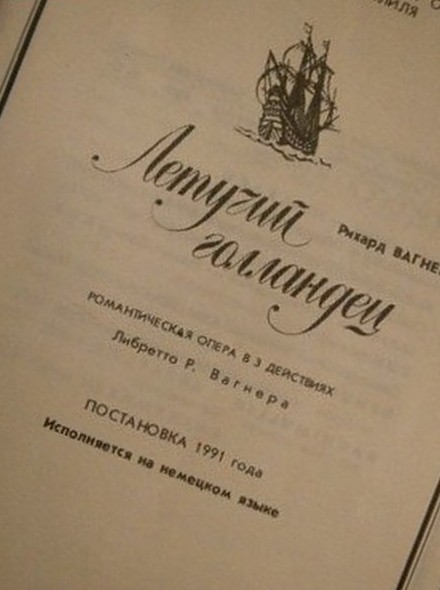 Рихард ВАГНЕ
Летучий
голландец
РОМАНТИЧЕСКАЯ ОПЕРА В 3 ДЕЙСТВИЯХ
Либретто Р. Вагнера
ПОСТАНОВКА 1991 года
Исполняется на немецком языке